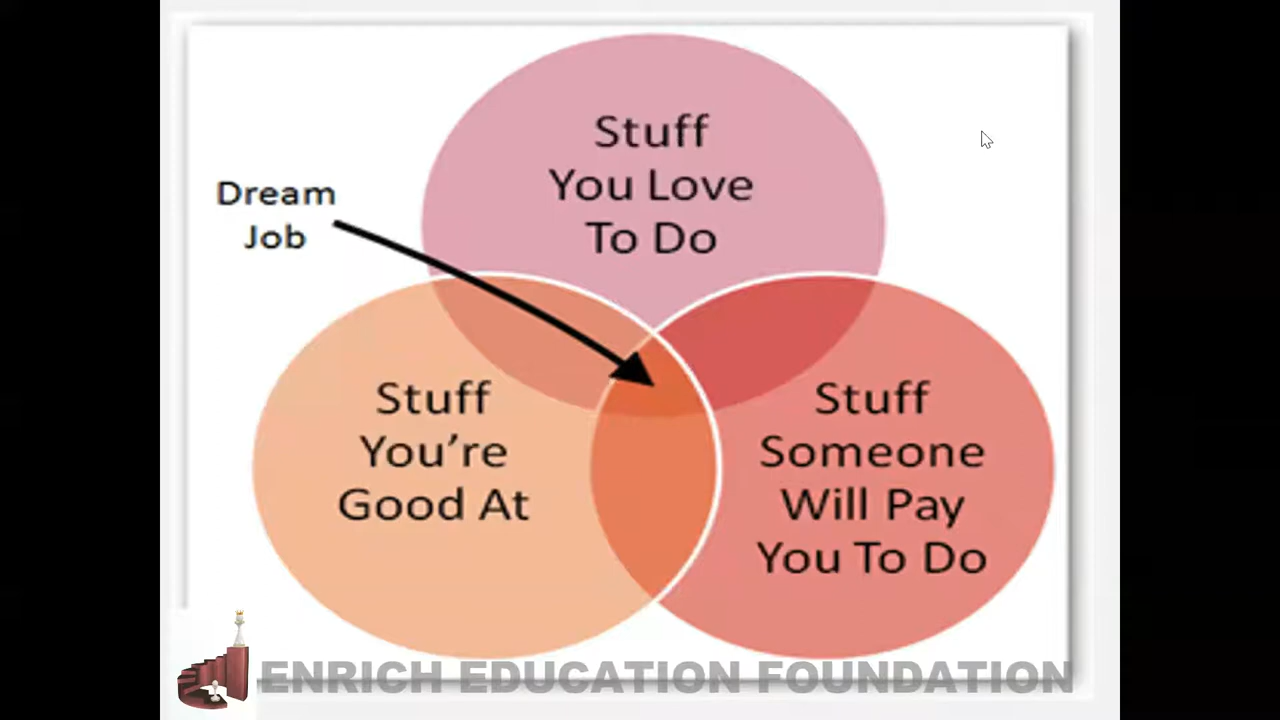 Stuff
You Love
To Do
Dream
Job
Stuff
You’re
Good At
Stuff
Someone
Will Pay
You To Do
ENRICH EDUCATION FOUNDATION